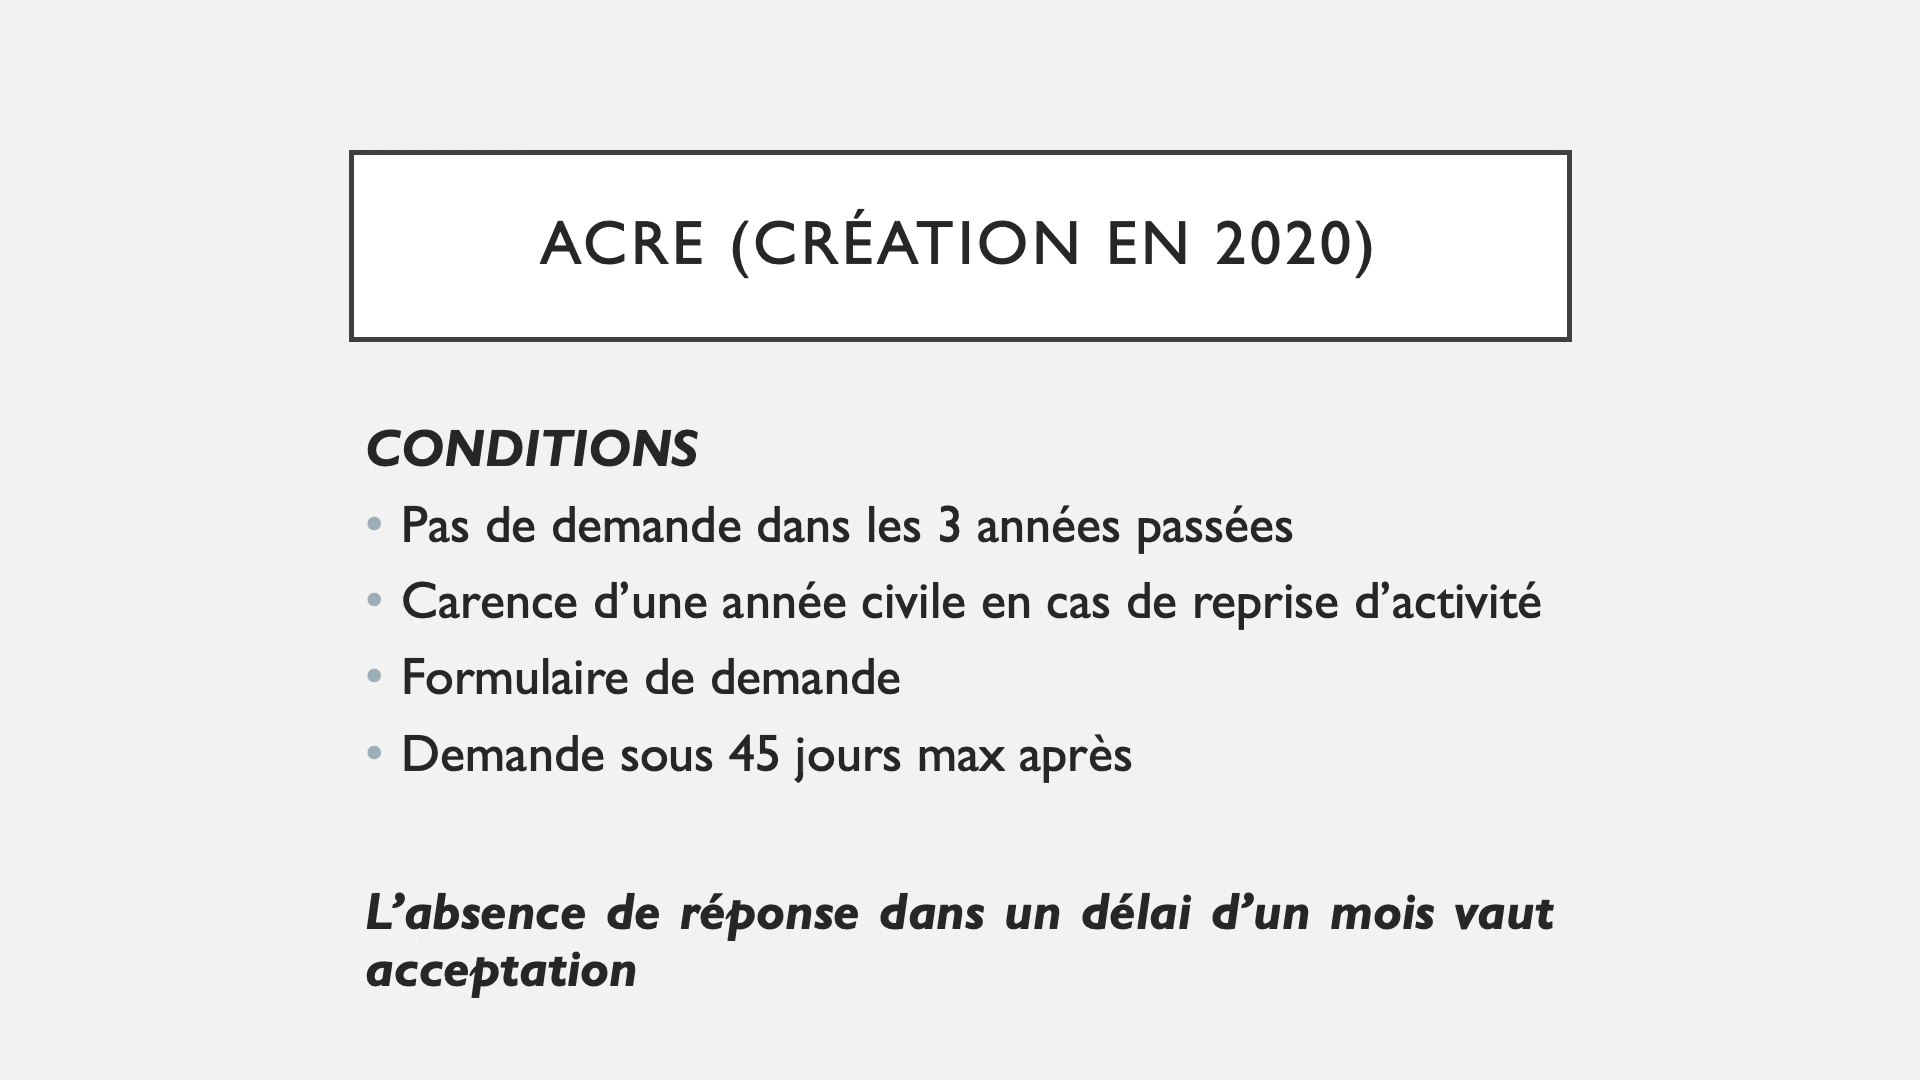 ACRE (CRÉATION EN 2020)
CONDITIONS
• Pas de demande dans les 3 années passées
• Carence d’une année civile en cas de reprise d’activité
• Formulaire de demande
• Demande sous 45 jours max après
L’absence de réponse dans un délai d’un mois vaut
acceptation